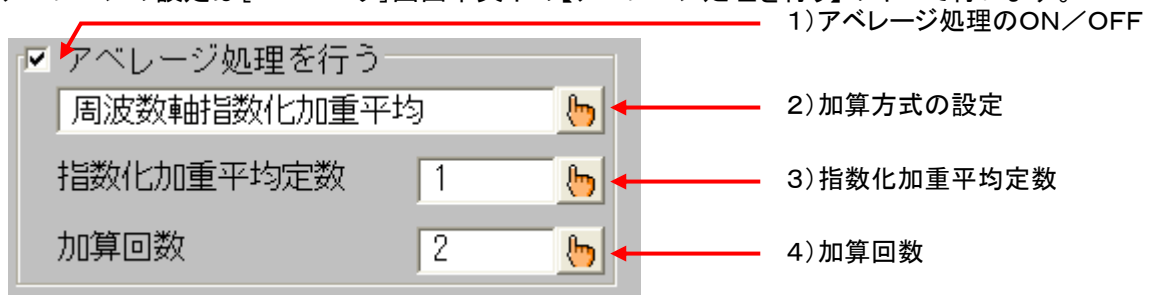 1）アベレージ処理のON／OFF
アベレージ処理を行う
周波数軸指数化加重平均
2）加算方式の設定
指数化加重平均定数
1
3）指数化加重平均定数
加算回数
2
4）加算回数